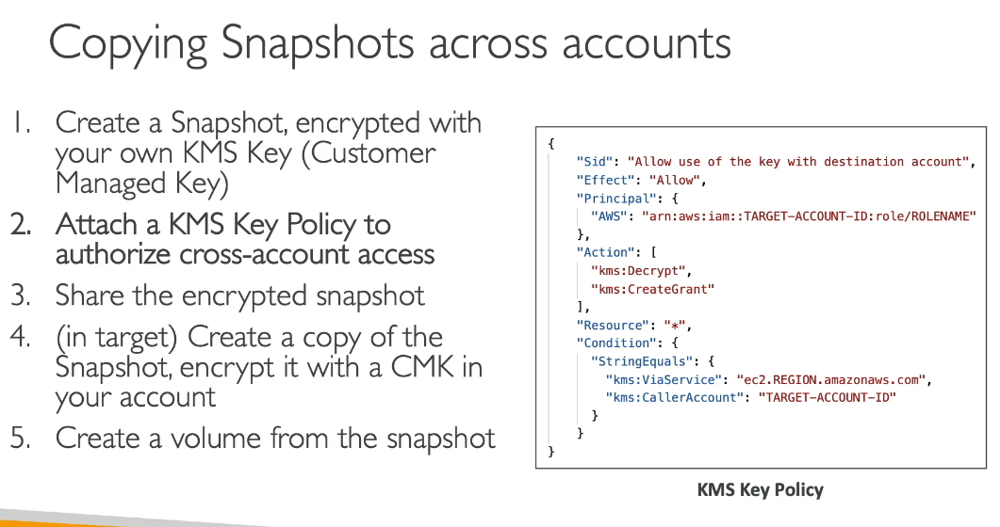 Copying Snapshots across accounts
1. Create a Snapshot, encrypted with
your own KMS Key (Customer
Managed Key)
2. Attach a KMS Key Policy to
authorize cross-account access
3. Share the encrypted snapshot
4. (in target) Create a copy of the
Snapshot, encrypt it with a CMK in
your account
5. Create a volume from the snapshot
{
"Sid": "Allow use of the key with destination account",
"Effect": "Allow",
"Principal": {
"AWS": "arn:aws:iam::TARGET-ACCOUNT-ID:role/ROLENAME"
},
"Action": [
"kms:Decrypt",
"kms:CreateGrant"
],
"Resource": "*",
"Condition": {
"StringEquals": {
"kms:ViaService": "ec2.REGION.amazonaws.com",
"kms:CallerAccount": "TARGET-ACCOUNT-ID"
}
}
}
KMS Key Policy